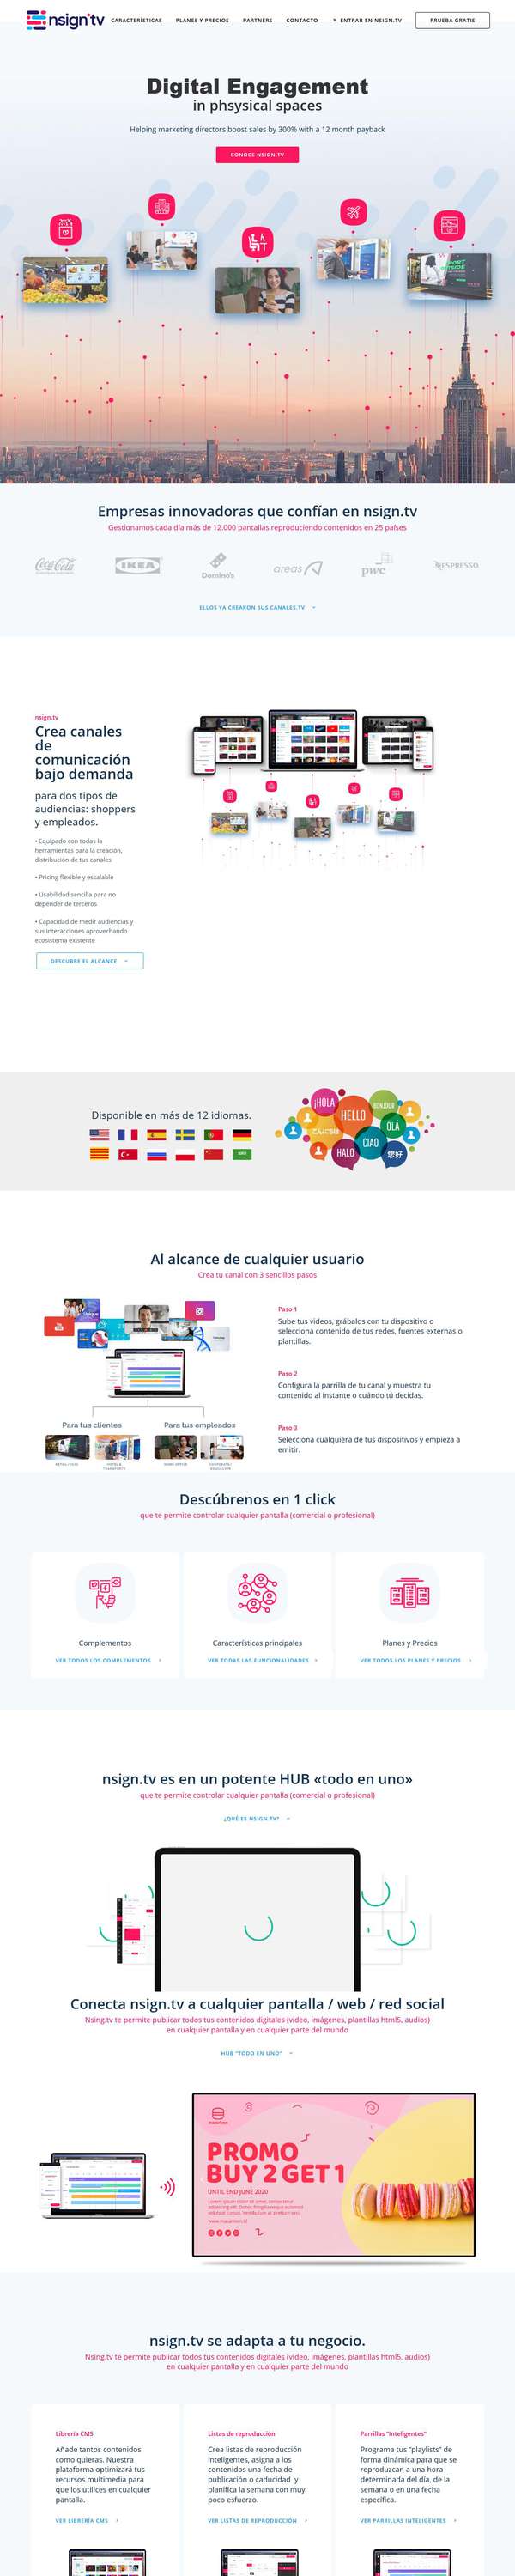 nsign.tv
CARACTERÍSTICAS
PLANES Y PRECIOS
PARTNERS
CONTACTO
ENTRAR EN NSIGN.TV
PRUEBA GRATIS
Digital Engagement
in phsysical spaces
Helping marketing directors boost sales by 300% with a 12 month payback
CONOCE NSIGN.TV
Empresas innovadoras que confían en nsign.tv
Gestionamos cada día más de 12.000 pantallas reproduciendo contenidos en 25 países
Coca-Cola
IKEA
Domino's
areas
pwc
NESPRESSO
ELLOS YA CREARON SUS CANALES.TV
nsign.tv
Crea canales
de
comunicación
bajo demanda
para dos tipos de
audiencias: shoppers
y empleados.
• Equipado con todas la
herramientas para la creación,
distribución de tus canales
• Pricing flexible y escalable
• Usabilidad sencilla para no
depender de terceros
• Capacidad de medir audiencias y
sus interacciones aprovechando
ecosistema existente
DESCUBRE EL ALCANCE
Disponible en más de 12 idiomas.
¡HOLA
HELLO
BONJOUR
OLÁ
CIAO
HALO
您好
Al alcance de cualquier usuario
Crea tu canal con 3 sencillos pasos
Paso 1
Sube tus videos, grábalos con tu dispositivo o
selecciona contenido de tus redes, fuentes externas o
plantillas.
Paso 2
Configura la parrilla de tu canal y muestra tu
contenido al instante o cuándo tú decidas.
Paso 3
Selecciona cualquiera de tus dispositivos y empieza a
emitir.
Para tus clientes
Para tus empleados
Descúbrenos en 1 click
que te permite controlar cualquier pantalla (comercial o profesional)
Complementos
VER TODOS LOS COMPLEMENTOS
Características principales
VER TODAS LAS FUNCIONALIDADES
Planes y Precios
VER TODOS LOS PLANES Y PRECIOS
nsign.tv es en un potente HUB «todo en uno»
que te permite controlar cualquier pantalla (comercial o profesional)
¿QUÉ ES NSIGN.TV?
Conecta nsign.tv a cualquier pantalla / web / red social
Nsing.tv te permite publicar todos tus contenidos digitales (video, imágenes, plantillas html5, audios)
en cualquier pantalla y en cualquier parte del mundo
HUB "TODO EN UNO"
PROMO
BUY 2 GET 1
UNTIL END JUNE 2020
nsign.tv se adapta a tu negocio.
Nsing.tv te permite publicar todos tus contenidos digitales (video, imágenes, plantillas html5, audios)
en cualquier pantalla y en cualquier parte del mundo
Librería CMS
Añade tantos contenidos
como quieras. Nuestra
plataforma optimizará tus
recursos multimedia para
que los utilices en cualquier
pantalla.
VER LIBRERÍA CMS
Listas de reproducción
Crea listas de reproducción
inteligentes, asigna a los
contenidos una fecha de
publicación o caducidad y
planifica la semana con muy
poco esfuerzo.
VER LISTAS DE REPRODUCCIÓN
Parrillas "Inteligentes"
Programa tus "playlists" de
forma dinámica para que se
reproduzcan a una hora
determinada del día, de la
semana o en una fecha
específica.
VER PARRILLAS INTELIGENTES